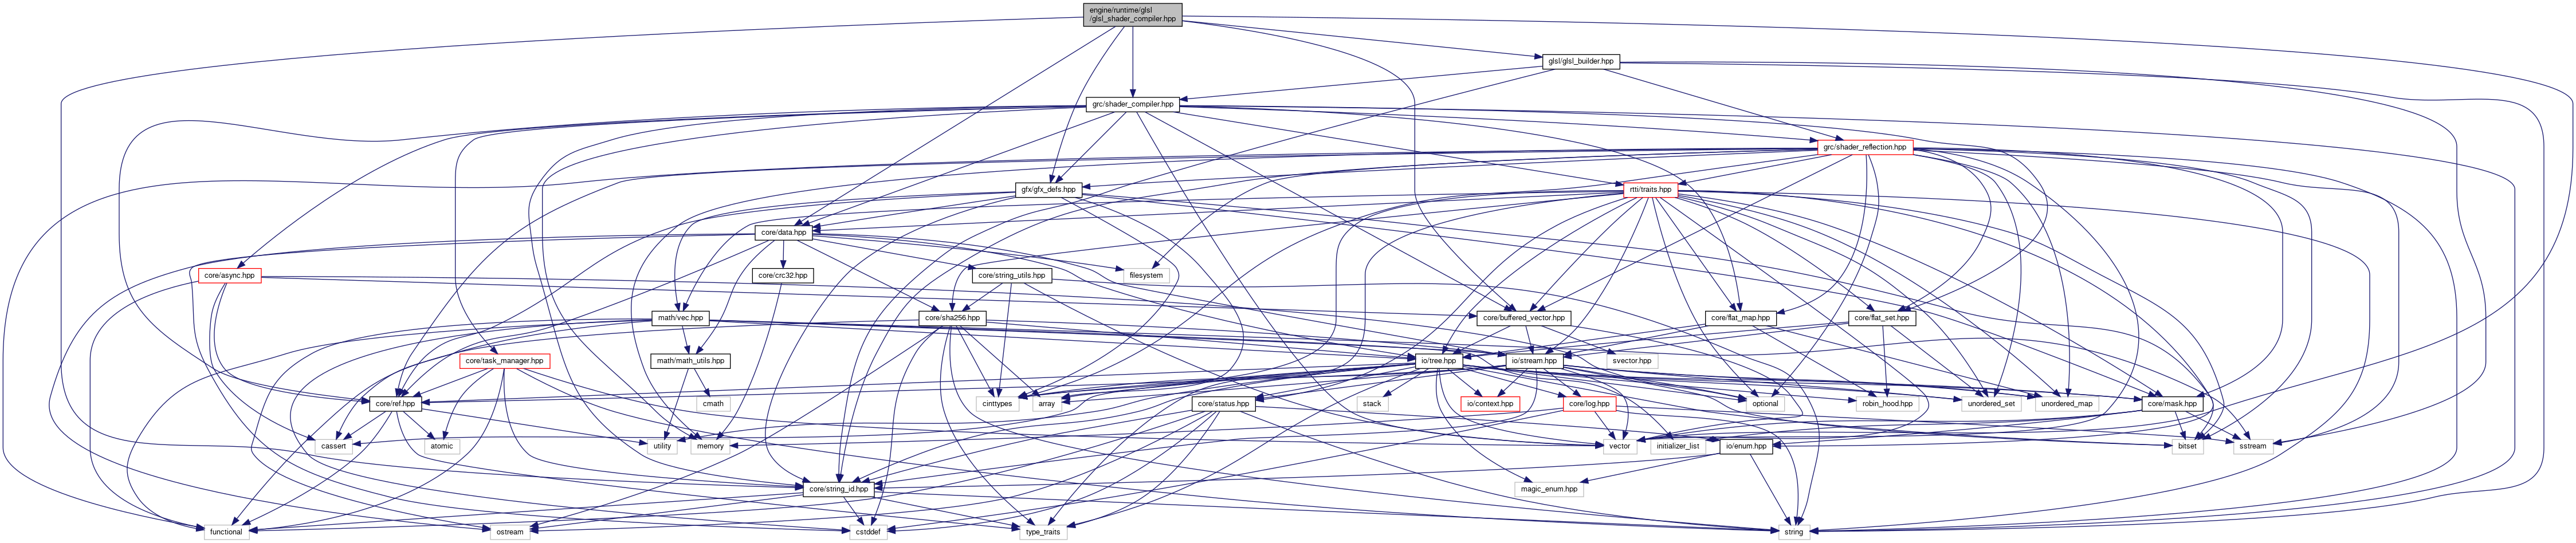 engine/runtime/glsl
/glsl_shader_compiler.hpp
glsl/glsl_builder.hpp
grc/shader_compiler.hpp
grc/shader_reflection.hpp
gfx/gfx_defs.hpp
rtti/traits.hpp
core/data.hpp
core/async.hpp
core/crc32.hpp
core/string_utils.hpp
filesystem
math/vec.hpp
core/sha256.hpp
core/buffered_vector.hpp
core/flat_map.hpp
core/flat_set.hpp
core/task_manager.hpp
math/math_utils.hpp
io/tree.hpp
io/stream.hpp
svector.hpp
core/ref.hpp
cmath
cinttypes
array
core/status.hpp
stack
io/context.hpp
core/log.hpp
optional
robin_hood.hpp
unordered_set
unordered_map
core/mask.hpp
cassert
atomic
utility
memory
vector
initializer_list
io/enum.hpp
bitset
sstream
core/string_id.hpp
magic_enum.hpp
functional
ostream
cstddef
type_traits
string